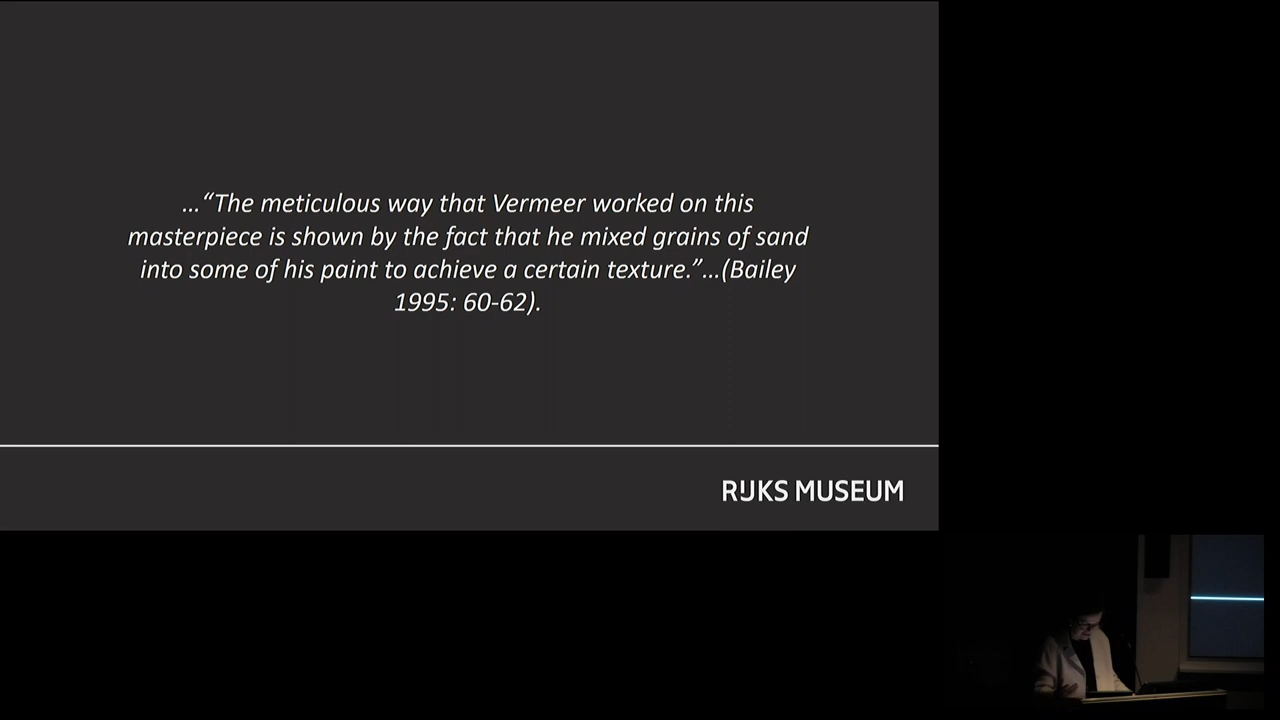 …“The meticulous way that Vermeer worked on this
masterpiece is shown by the fact that he mixed grains of sand
into some of his paint to achieve a certain texture.”…(Bailey
1995: 60-62).
RIJKS MUSEUM